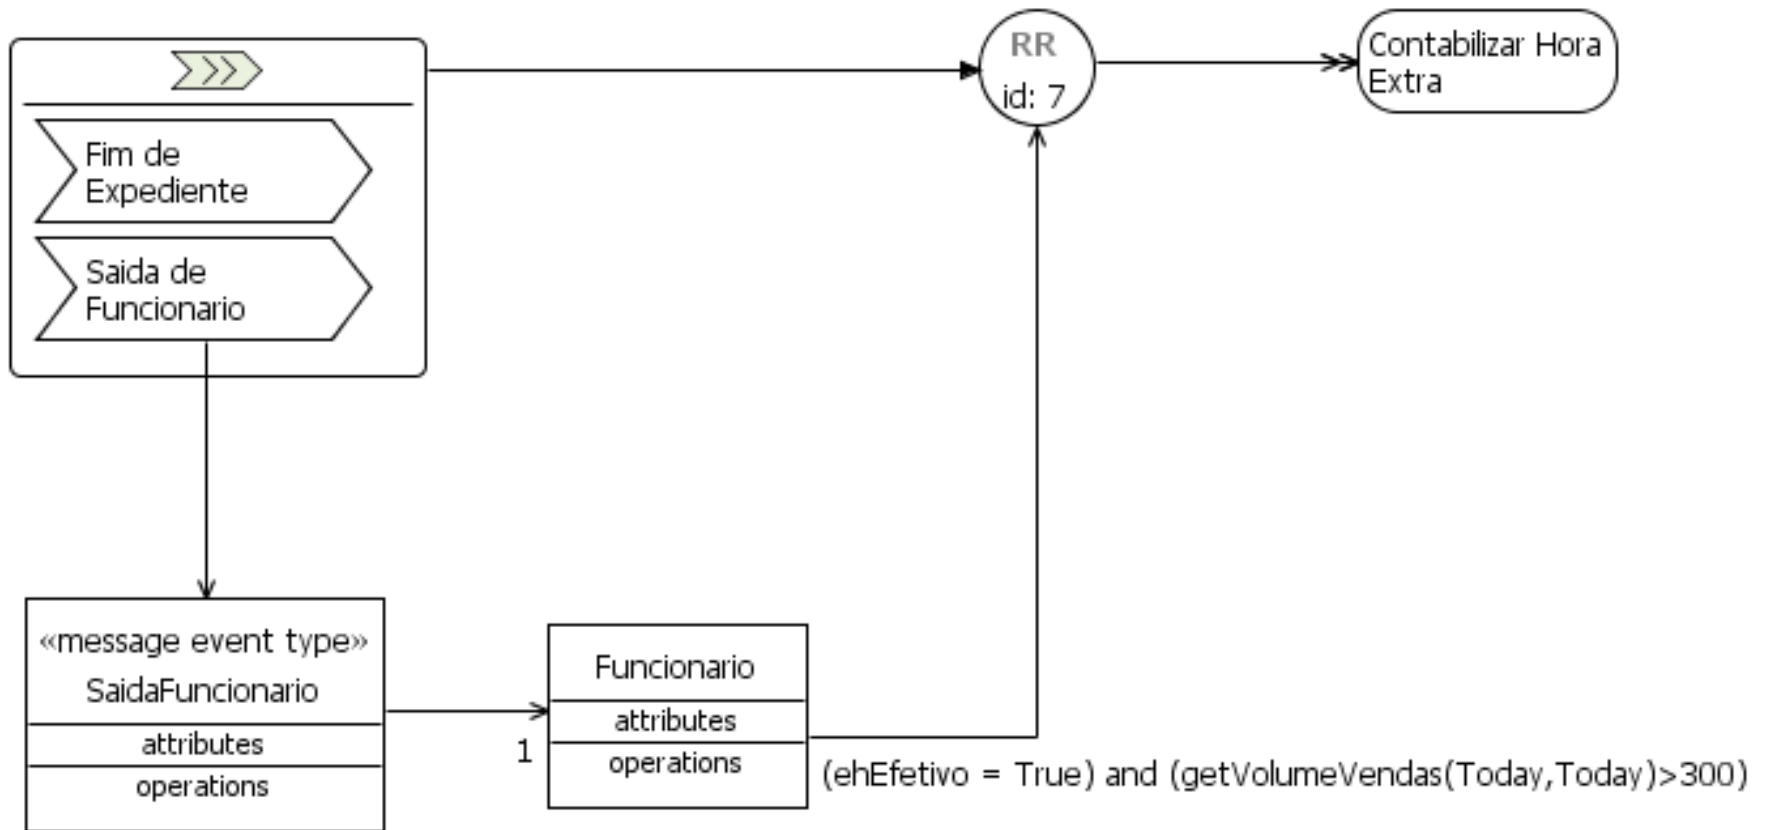 RR
id: 7
Contabilizar Hora
Extra
Fim de
Expediente
Saida de
Funcionario
«message event type»
SaidaFuncionario
attributes
operations
1
Funcionario
attributes
operations
(ehEfetivo = True) and (getVolumeVendas(Today,Today)>300)